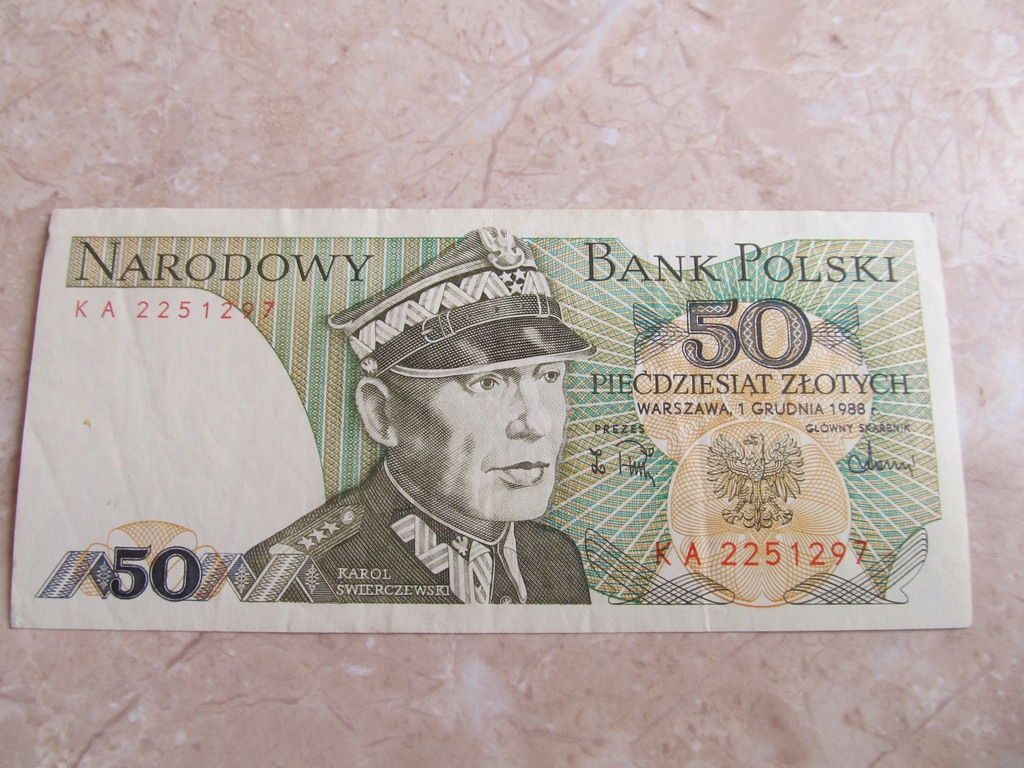 NARODOWY BANK POLSKI
KA 2251297
50
PIĘĆDZIESIĄT ZŁOTYCH
WARSZAWA, 1 GRUDNIA 1988 r.
PREZES GŁÓWNY SKARBNIK
KA 2251297
50
KAROL
ŚWIERCZEWSKI